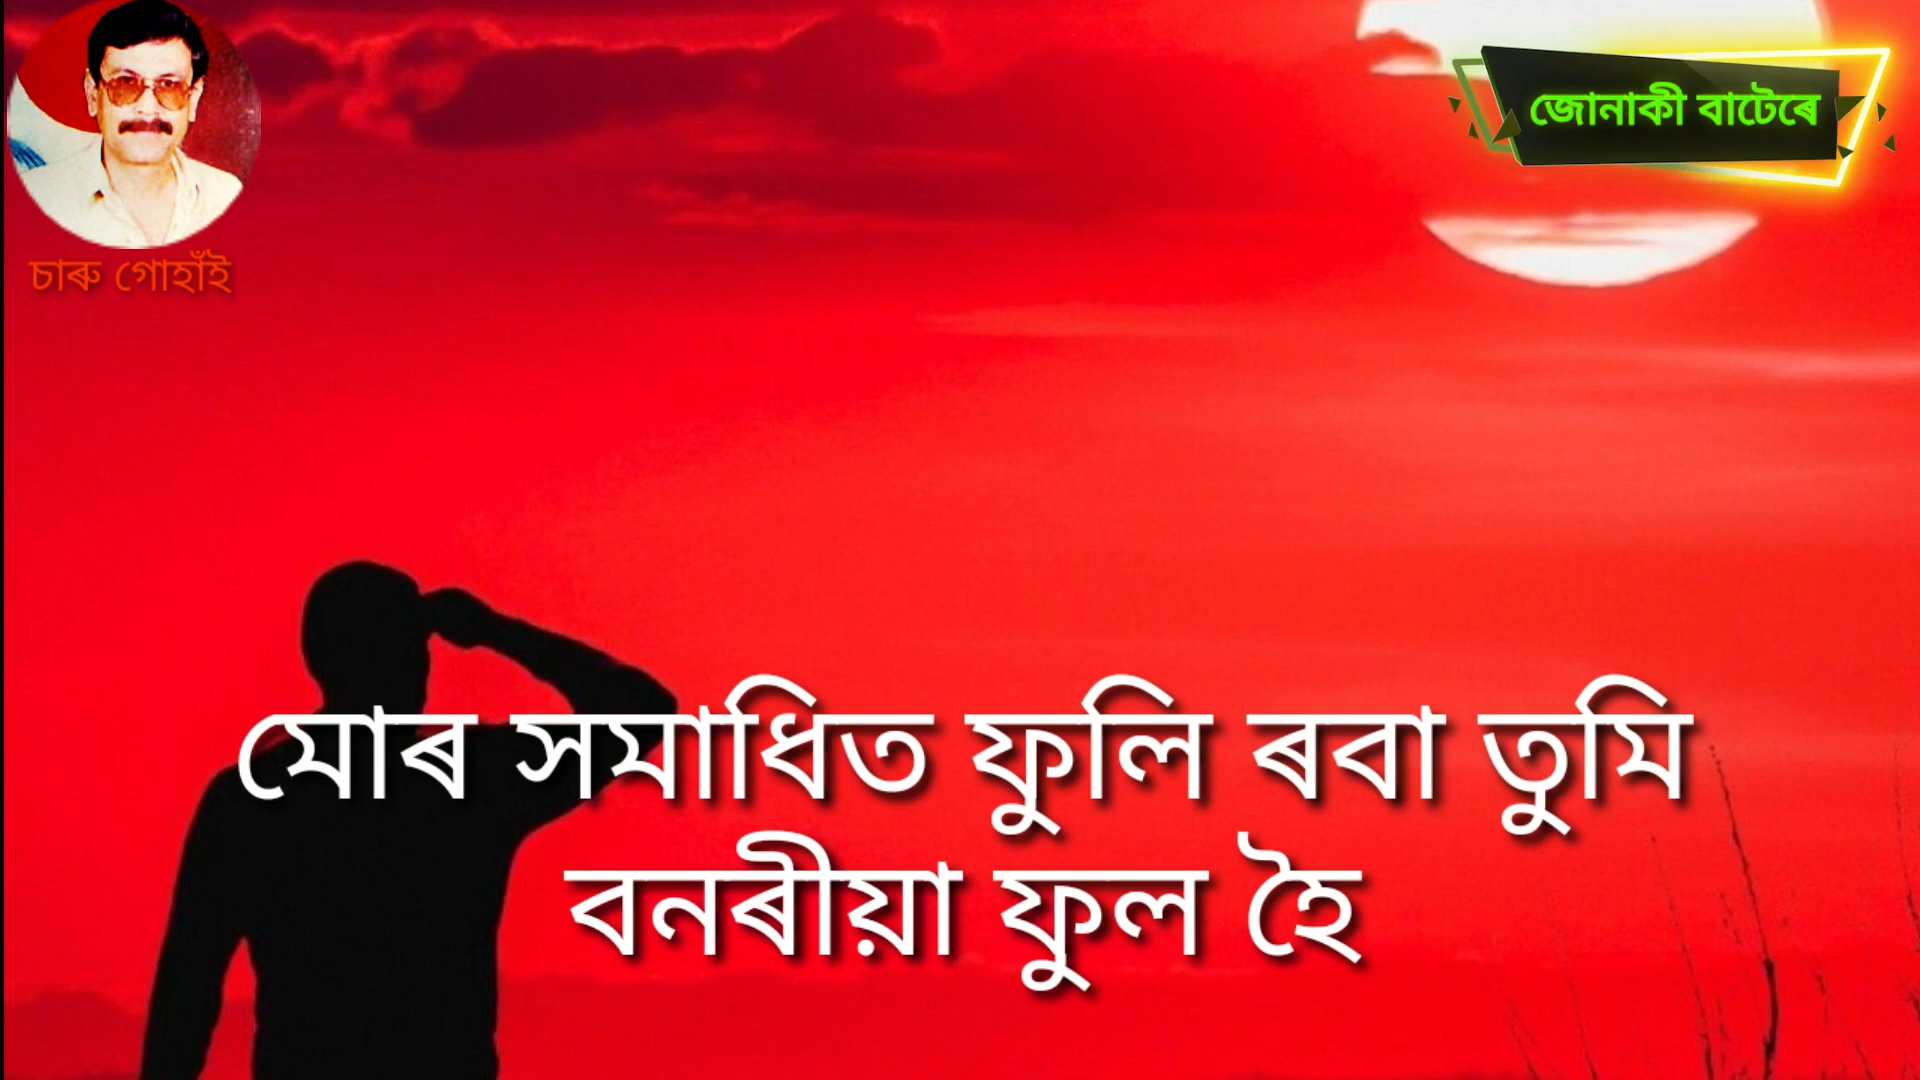 জোনাকী বাটেৰে
চাৰু গোহাঁই
মোৰ সমাধিত ফুলি ৰবা তুমি
বনৰীয়া ফুল হৈ